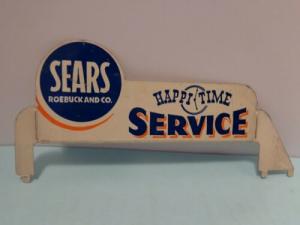 SEARS
ROEBUCK AND CO.
HAPPI TIME
SERVICE